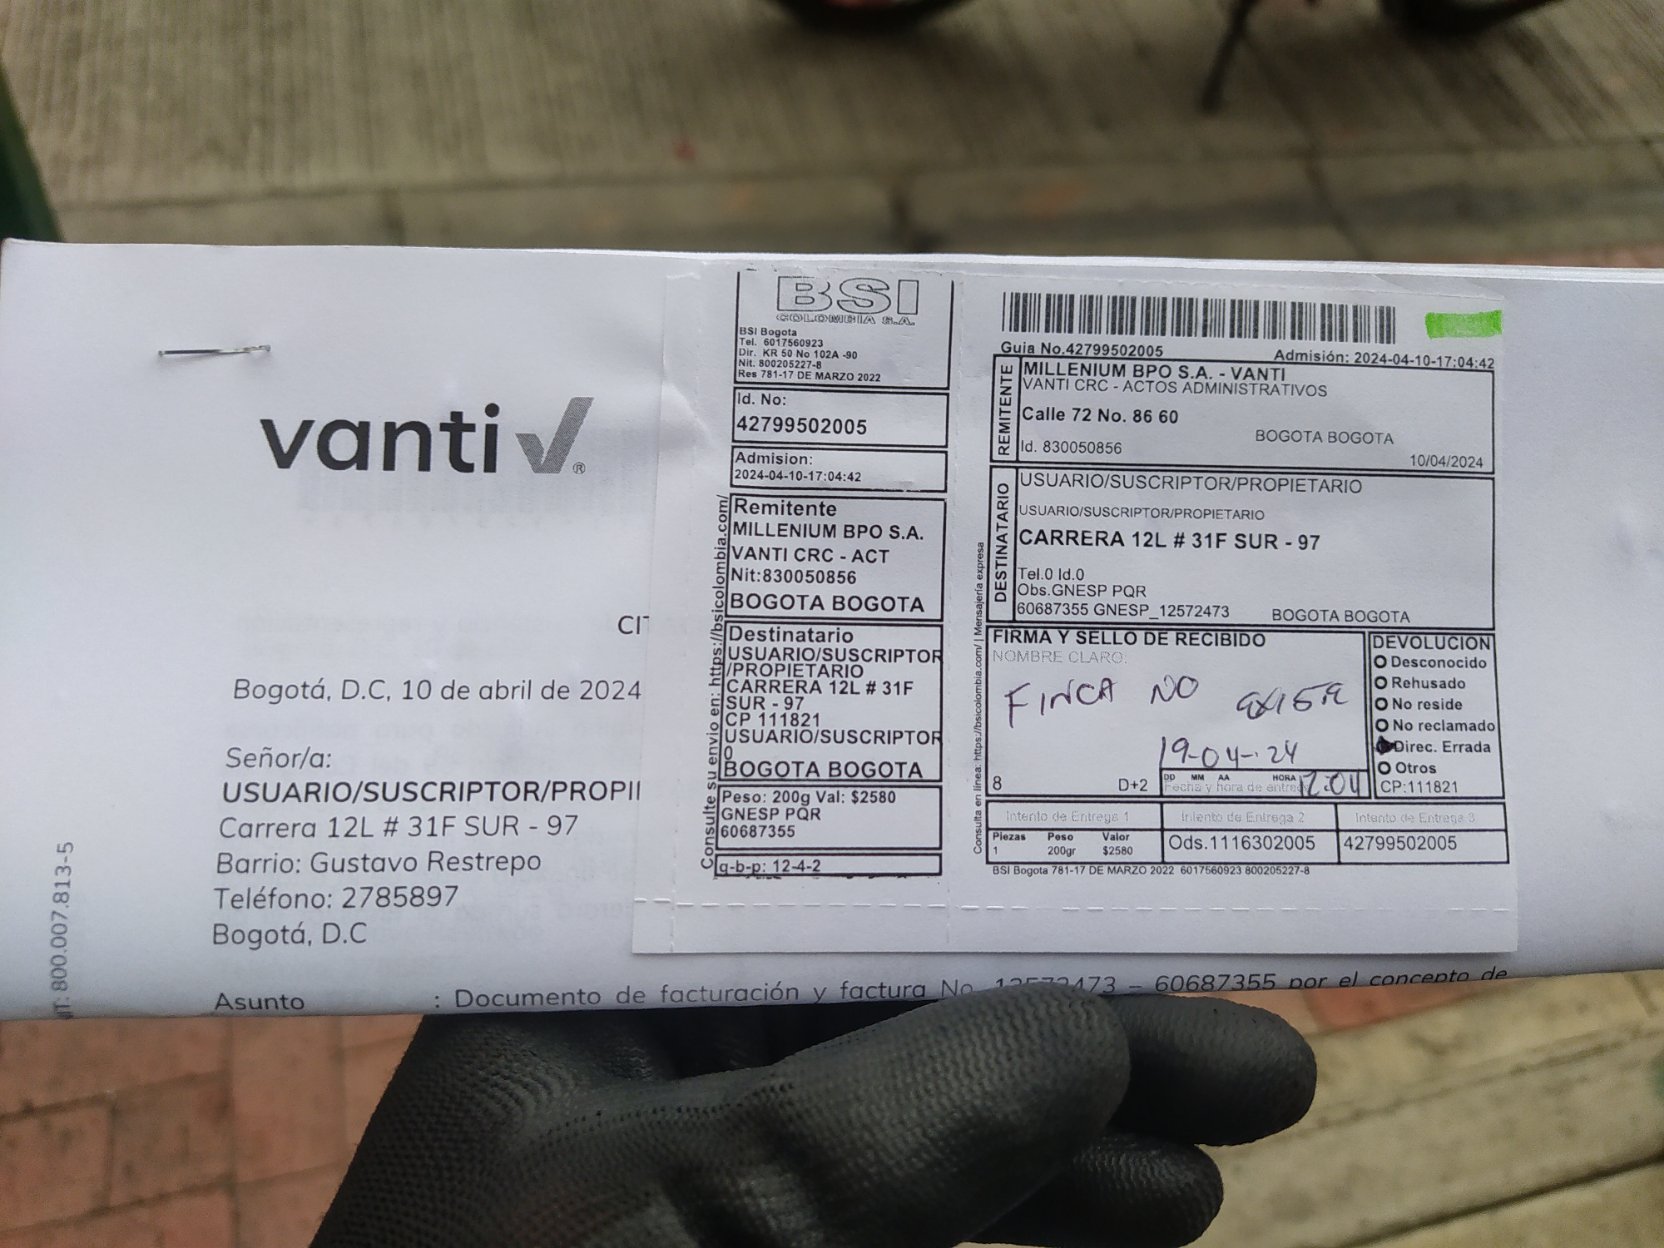 vanti
®
CIT
Bogotá, D.C, 10 de abril de 2024
Señor/a:
USUARIO/SUSCRIPTOR/PROPII
Carrera 12L # 31F SUR - 97
Barrio: Gustavo Restrepo
Teléfono: 2785897
Bogotá, D.C
Asunto : Documento de facturación y factura No. 12572473 – 60687355 por el concepto de
NIT: 800.007.813-5
BSI
COLOMBIA S.A.
BSI Bogota
Tel. 6017560923
Dir. KR 50 No 102A -90
Nit. 800205227-8
Res 781-17 DE MARZO 2022
Id. No:
42799502005
Admision:
2024-04-10-17:04:42
Remitente
MILLENIUM BPO S.A.
VANTI CRC - ACT
Nit:830050856
BOGOTA BOGOTA
Destinatario
USUARIO/SUSCRIPTOR
/PROPIETARIO
CARRERA 12L # 31F
SUR - 97
CP 111821
USUARIO/SUSCRIPTOR
0
BOGOTA BOGOTA
Peso: 200g Val: $2580
GNESP PQR
60687355
g-b-p: 12-4-2
Consulte su envio en: https://bsicolombia.com/
Guia No.42799502005 Admisión: 2024-04-10-17:04:42
REMITENTE
MILLENIUM BPO S.A. - VANTI
VANTI CRC - ACTOS ADMINISTRATIVOS
Calle 72 No. 86 60
BOGOTA BOGOTA
Id. 830050856
10/04/2024
DESTINATARIO
USUARIO/SUSCRIPTOR/PROPIETARIO
USUARIO/SUSCRIPTOR/PROPIETARIO
CARRERA 12L # 31F SUR - 97
Tel.0 Id.0
Obs.GNESP PQR
60687355 GNESP_12572473 BOGOTA BOGOTA
Consulta en linea: https://bsicolombia.com/ | Mensajeria expresa
FIRMA Y SELLO DE RECIBIDO
NOMBRE CLARO:
FINCA NO
19-04-24
8 D+2
DD MM AA HORA
Fecha y hora de entrega
12:04
DEVOLUCION
Desconocido
Rehusado
No reside
No reclamado
Direc. Errada
Otros
CP:111821
Intento de Entrega 1 Intento de Entrega 2 Intento de Entrega 3
Piezas Peso Valor
1 200gr $2580
Ods.1116302005 42799502005
BSI Bogota 781-17 DE MARZO 2022 6017560923 800205227-8